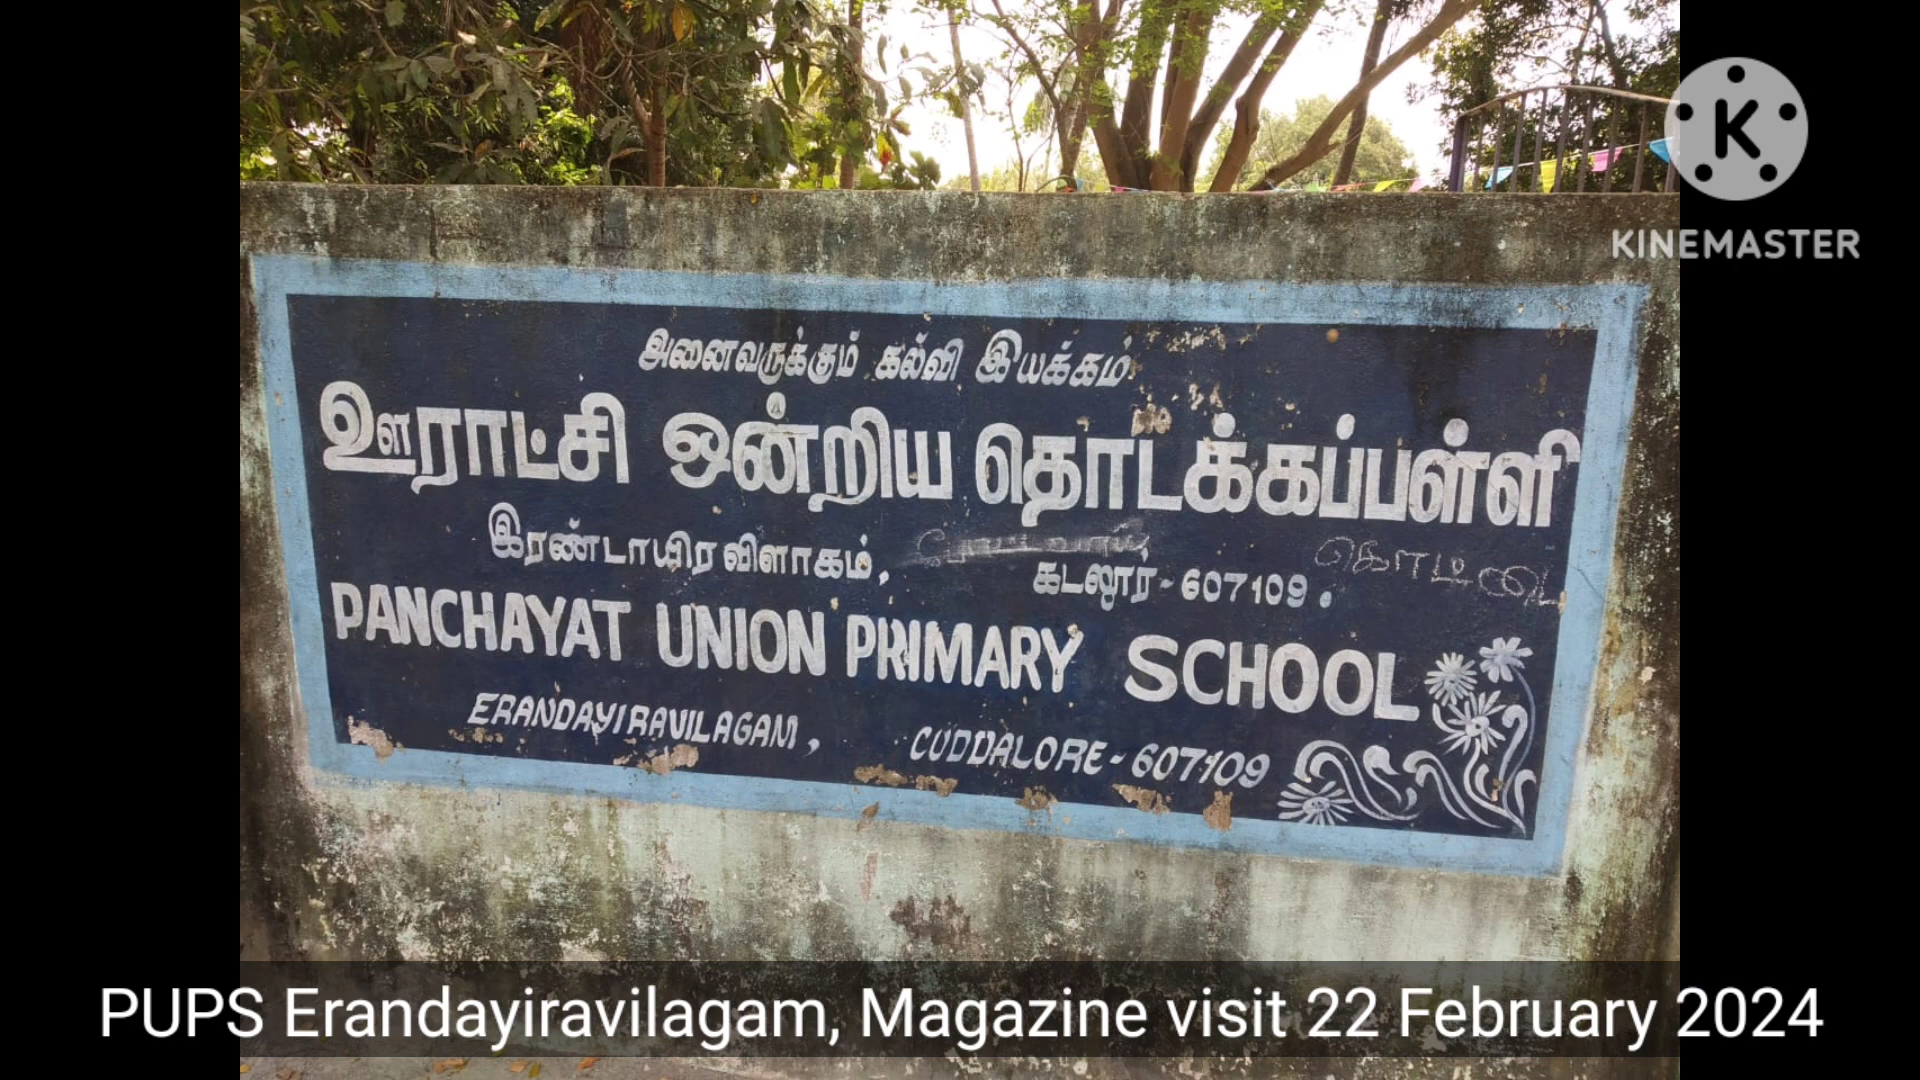 அனைவருக்கும் கல்வி இயக்கம்
ஊராட்சி ஒன்றிய தொடக்கப்பள்ளி
இரண்டாயிரவிளாகம், கடலூர்-607109.
PANCHAYAT UNION PRIMARY SCHOOL
ERANDAYIRAVILAGAM, CUDDALORE-607109
K
KINEMASTER
PUPS Erandayiravilagam, Magazine visit 22 February 2024